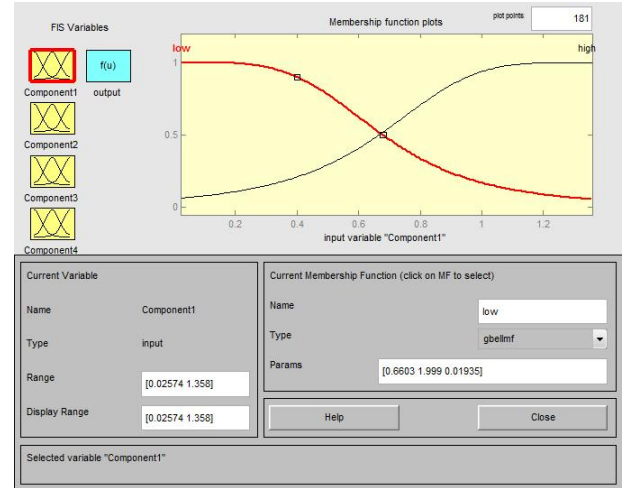 FIS Variables
Membership function plots
plot points:
181
f(u)
Component1
output
Component2
Component3
Component4
low
high
1
0.5
0
0.2
0.4
0.6
0.8
1
1.2
input variable "Component1"
Current Variable
Name
Component1
Type
input
Range
[0.02574 1.358]
Display Range
[0.02574 1.358]
Current Membership Function (click on MF to select)
Name
low
Type
gbellmf
Params
[0.6603 1.999 0.01935]
Help
Close
Selected variable "Component1"